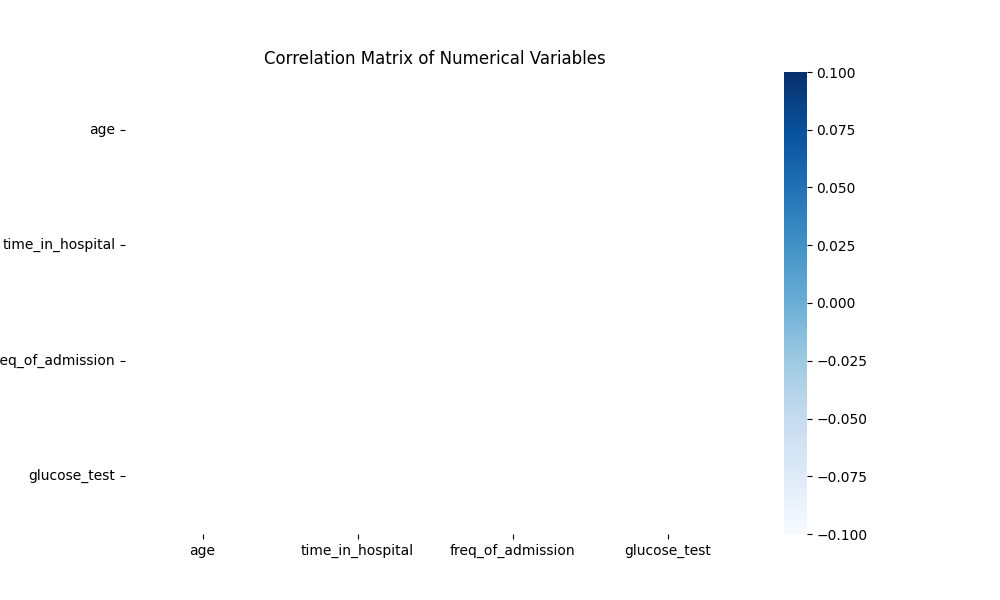 Correlation Matrix of Numerical Variables
age
time_in_hospital
eq_of_admission
glucose_test
age
time_in_hospital
freq_of_admission
glucose_test
0.100
0.075
0.050
0.025
0.000
−0.025
−0.050
−0.075
−0.100